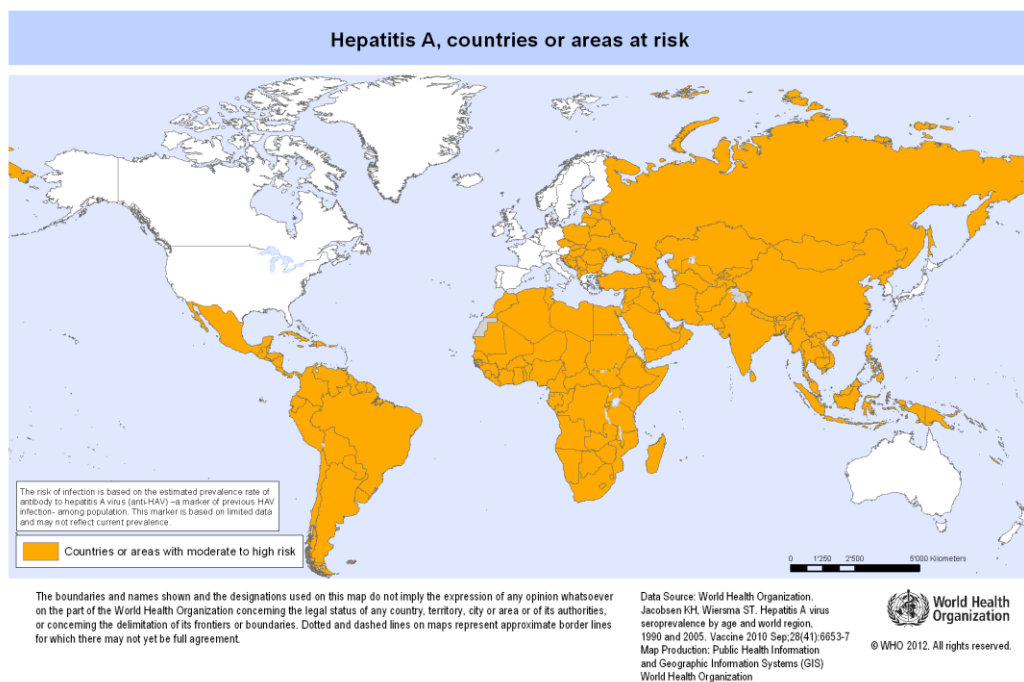 Hepatitis A, countries or areas at risk
The risk of infection is based on the estimated prevalence rate of
antibody to hepatitis A virus (anti-HAV) –a marker of previous HAV
infection- among population. This marker is based on limited data
and may not reflect current prevalence.
Countries or areas with moderate to high risk
0 1'250 2'500 5'000 Kilometers
The boundaries and names shown and the designations used on this map do not imply the expression of any opinion whatsoever
on the part of the World Health Organization concerning the legal status of any country, territory, city or area or of its authorities,
or concerning the delimitation of its frontiers or boundaries. Dotted and dashed lines on maps represent approximate border lines
for which there may not yet be full agreement.
Data Source: World Health Organization.
Jacobsen KH, Wiersma ST. Hepatitis A virus
seroprevalence by age and world region,
1990 and 2005. Vaccine 2010 Sep;28(41):6653-7
Map Production: Public Health Information
and Geographic Information Systems (GIS)
World Health Organization
World Health
Organization
© WHO 2012. All rights reserved.